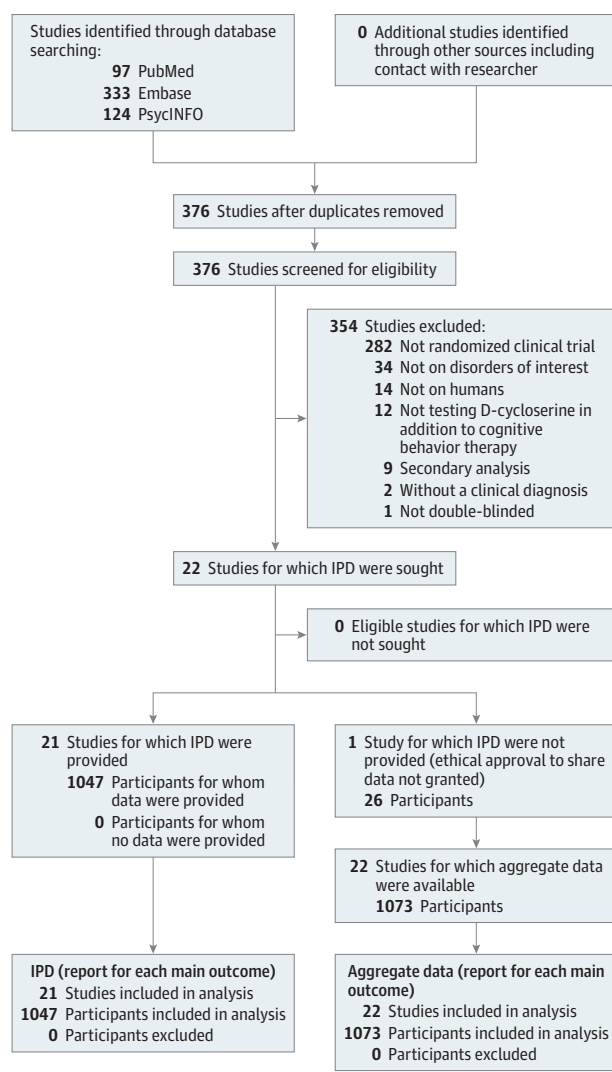 Studies identified through database
searching:
97 PubMed
333 Embase
124 PsycINFO
0 Additional studies identified
through other sources including
contact with researcher
376 Studies after duplicates removed
376 Studies screened for eligibility
354 Studies excluded:
282 Not randomized clinical trial
34 Not on disorders of interest
14 Not on humans
12 Not testing D-cycloserine in
addition to cognitive
behavior therapy
9 Secondary analysis
2 Without a clinical diagnosis
1 Not double-blinded
22 Studies for which IPD were sought
0 Eligible studies for which IPD were
not sought
21 Studies for which IPD were
provided
1047 Participants for whom
data were provided
0 Participants for whom
no data were provided
1 Study for which IPD were not
provided (ethical approval to share
data not granted)
26 Participants
22 Studies for which aggregate data
were available
1073 Participants
IPD (report for each main outcome)
21 Studies included in analysis
1047 Participants included in analysis
0 Participants excluded
Aggregate data (report for each main
outcome)
22 Studies included in analysis
1073 Participants included in analysis
0 Participants excluded